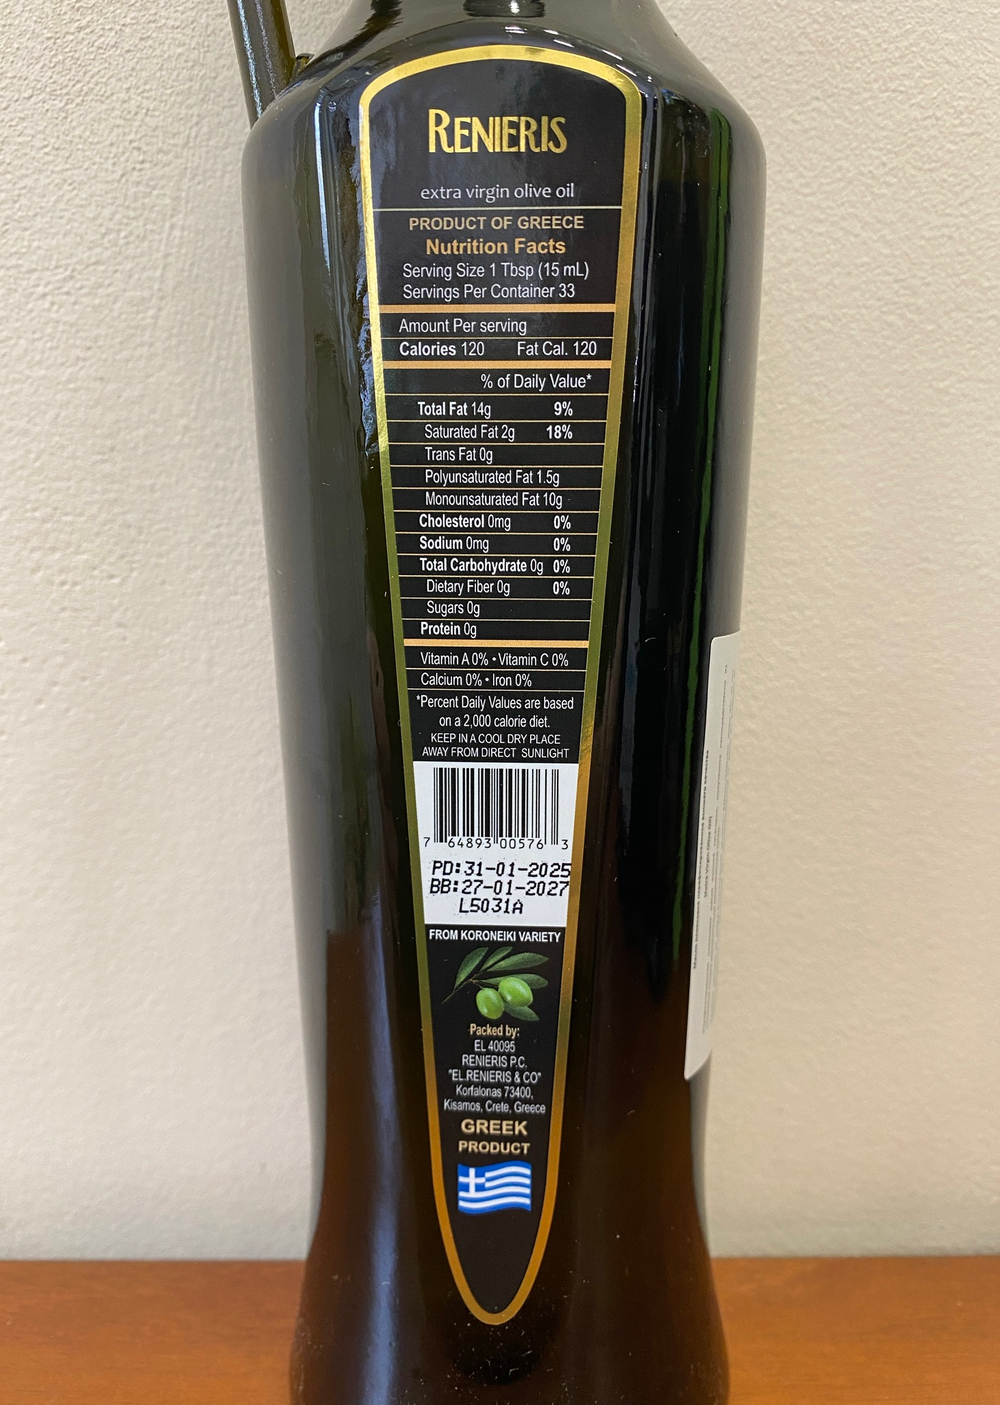 RENIERIS
extra virgin olive oil
PRODUCT OF GREECE
Nutrition Facts
Serving Size 1 Tbsp (15 mL)
Servings Per Container 33
Amount Per serving
Calories 120 Fat Cal. 120
% of Daily Value*
Total Fat 14g 9%
Saturated Fat 2g 18%
Trans Fat 0g
Polyunsaturated Fat 1.5g
Monounsaturated Fat 10g
Cholesterol 0mg 0%
Sodium 0mg 0%
Total Carbohydrate 0g 0%
Dietary Fiber 0g 0%
Sugars 0g
Protein 0g
Vitamin A 0% • Vitamin C 0%
Calcium 0% • Iron 0%
*Percent Daily Values are based
on a 2,000 calorie diet.
KEEP IN A COOL DRY PLACE
AWAY FROM DIRECT SUNLIGHT
7 64893 00576 3
PD:31-01-2025
BB:27-01-2027
L5031A
FROM KORONEIKI VARIETY
Packed by:
EL 40095
RENIERIS P.C.
"EL.RENIERIS & CO"
Korfalonas 73400,
Kisamos, Crete, Greece
GREEK
PRODUCT